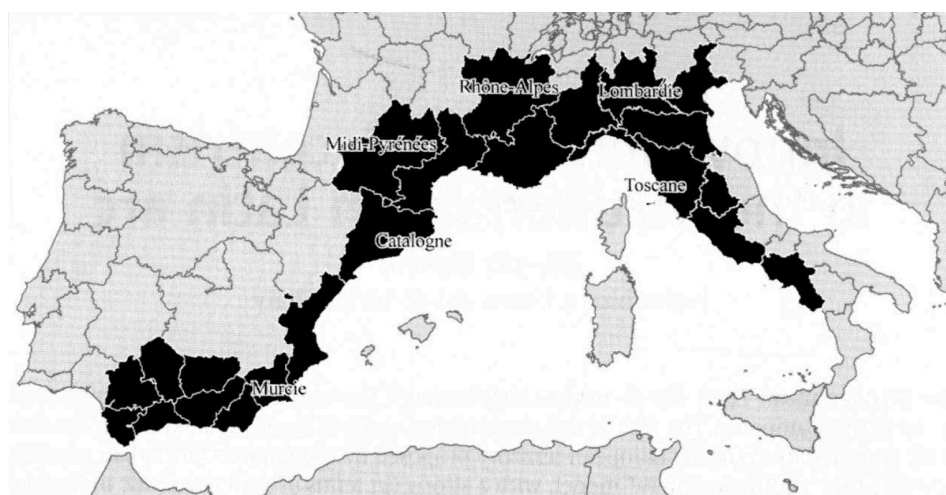 Rhône-Alpes
Lombardie
Midi-Pyrénées
Toscane
Catalogne
Murcie